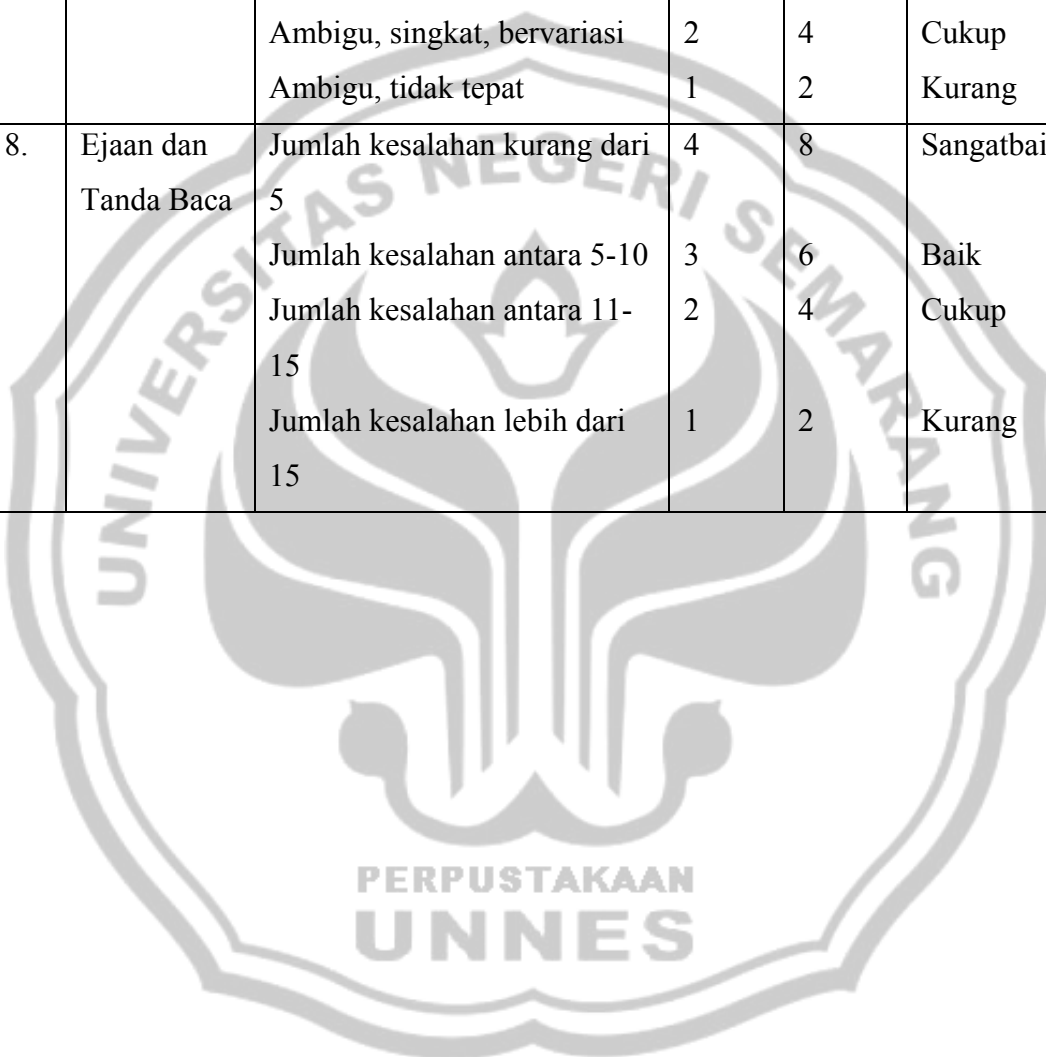 Ambigu, singkat, bervariasi 2 4 Cukup
Ambigu, tidak tepat 1 2 Kurang
8. Ejaan dan Jumlah kesalahan kurang dari 4 8 Sangatbai
Tanda Baca 5
Jumlah kesalahan antara 5-10 3 6 Baik
Jumlah kesalahan antara 11- 2 4 Cukup
15
Jumlah kesalahan lebih dari 1 2 Kurang
15
UNIVERSITAS NEGERI SEMARANG
PERPUSTAKAAN
UNNES